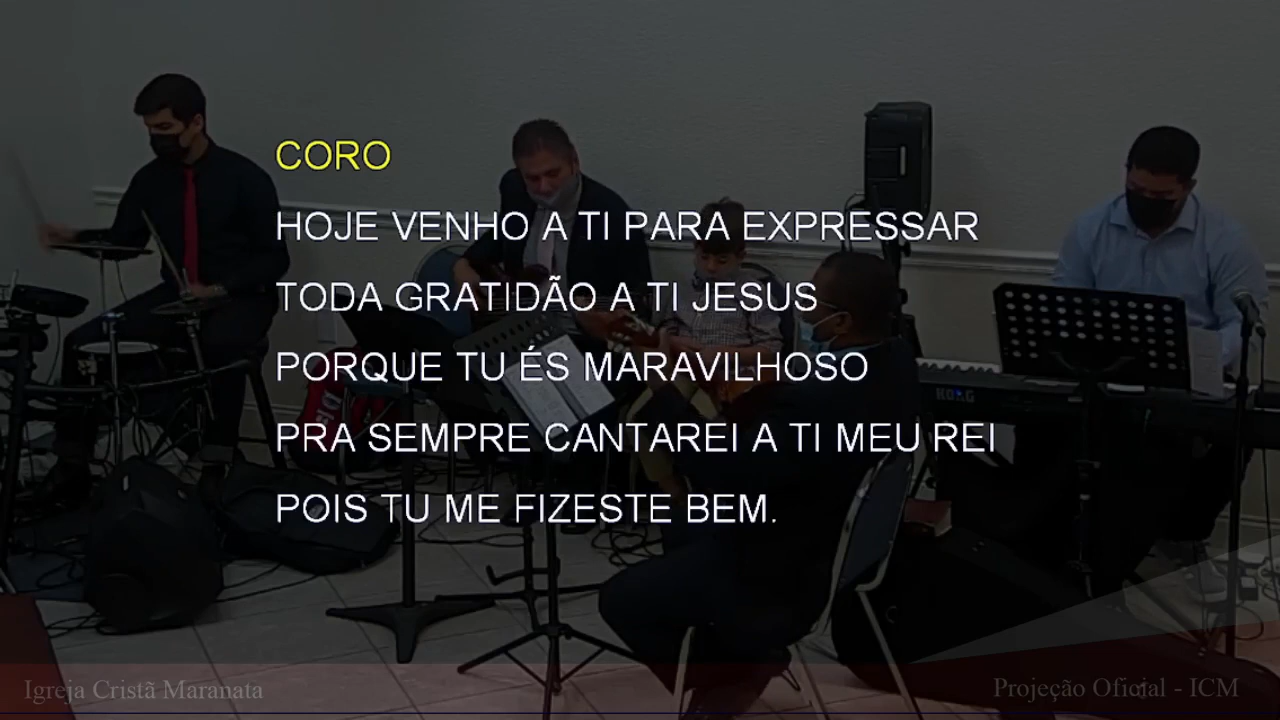 CORO
HOJE VENHO A TI PARA EXPRESSAR
TODA GRATIDÃO A TI JESUS
PORQUE TU ÉS MARAVILHOSO
PRA SEMPRE CANTAREI A TI MEU REI
POIS TU ME FIZESTE BEM.
KORG
Igreja Cristã Maranata
Projeção Oficial - ICM